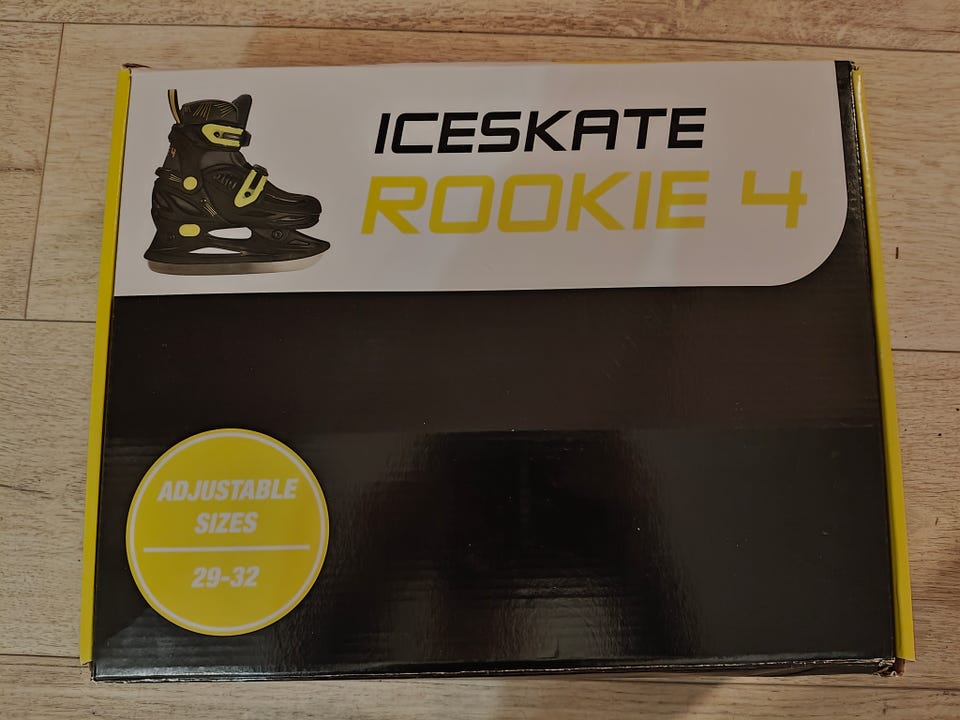 ICESKATE
ROOKIE 4
ADJUSTABLE
SIZES
29-32